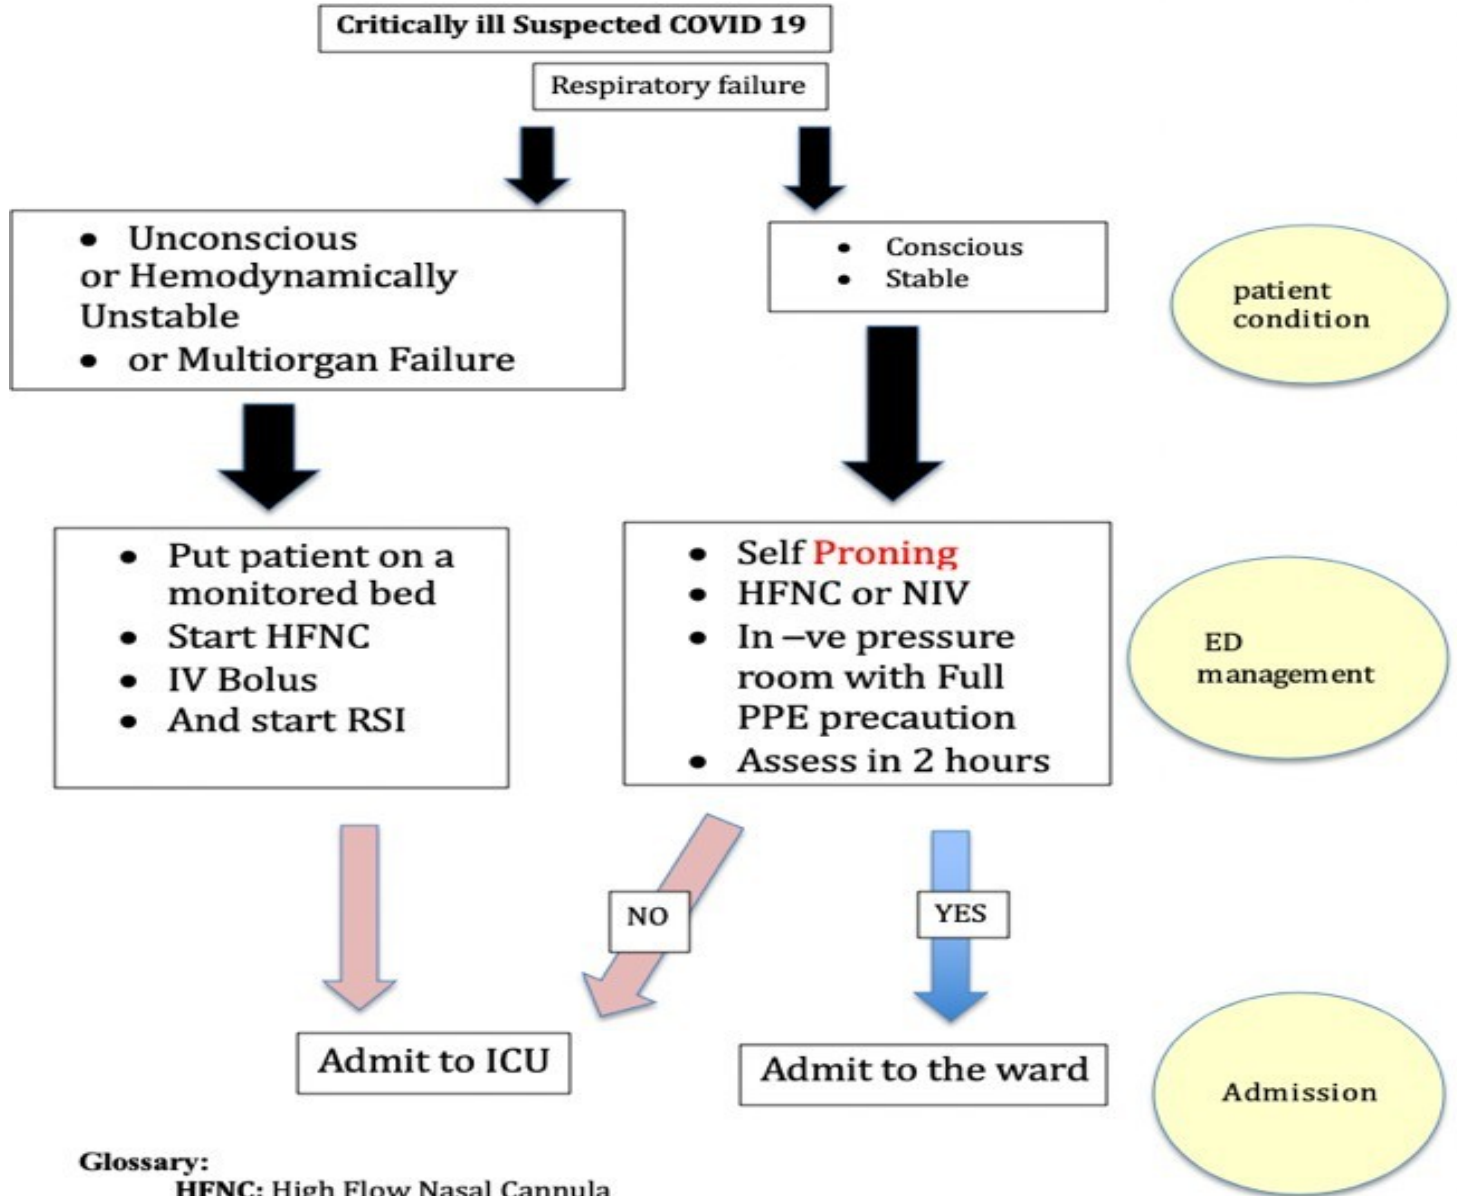 Critically ill Suspected COVID 19
Respiratory failure
• Unconscious
or Hemodynamically
Unstable
• or Multiorgan Failure
• Conscious
• Stable
patient
condition
• Put patient on a
monitored bed
• Start HFNC
• IV Bolus
• And start RSI
• Self Proning
• HFNC or NIV
• In –ve pressure
room with Full
PPE precaution
• Assess in 2 hours
ED
management
NO
YES
Admit to ICU
Admit to the ward
Admission
Glossary:
HFNC: High Flow Nasal Cannula